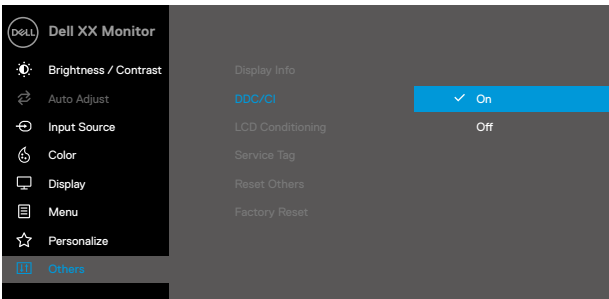 DELL
Dell XX Monitor
Brightness / Contrast
Auto Adjust
Input Source
Color
Display
Menu
Personalize
Others
Display Info
DDC/CI
LCD Conditioning
Service Tag
Reset Others
Factory Reset
On
Off